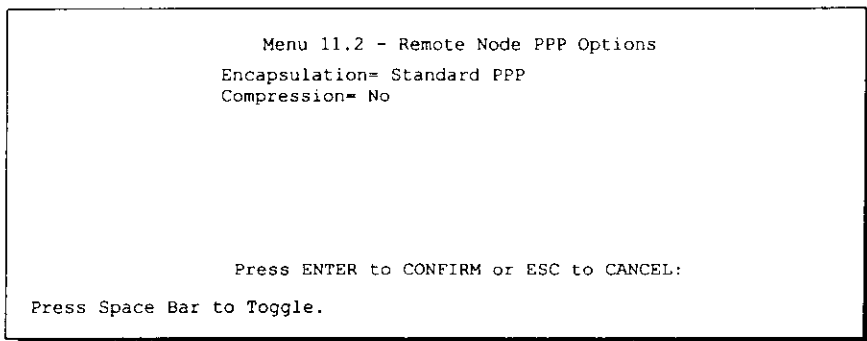 Menu 11.2 - Remote Node PPP Options
Encapsulation= Standard PPP
Compression= No
Press ENTER to CONFIRM or ESC to CANCEL:
Press Space Bar to Toggle.